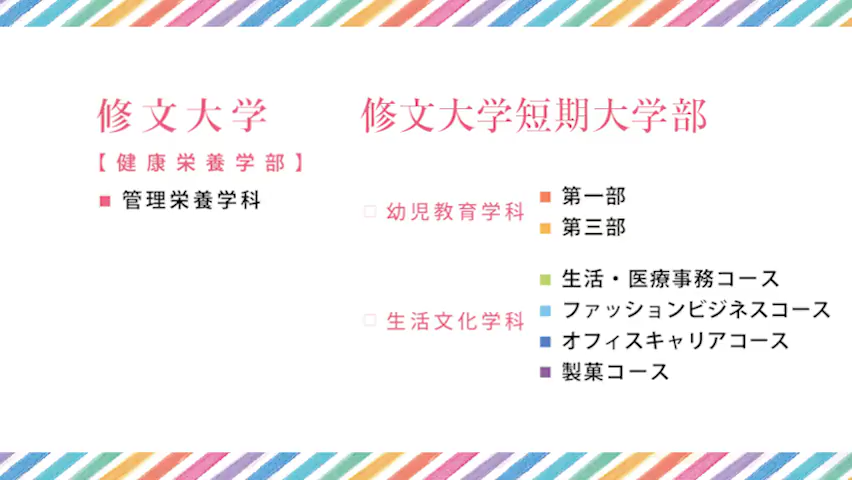 修文大学
【健康栄養学部】
■ 管理栄養学科
修文大学短期大学部
□ 幼児教育学科
■ 第一部
■ 第三部
□ 生活文化学科
■ 生活・医療事務コース
■ ファッションビジネスコース
■ オフィスキャリアコース
■ 製菓コース